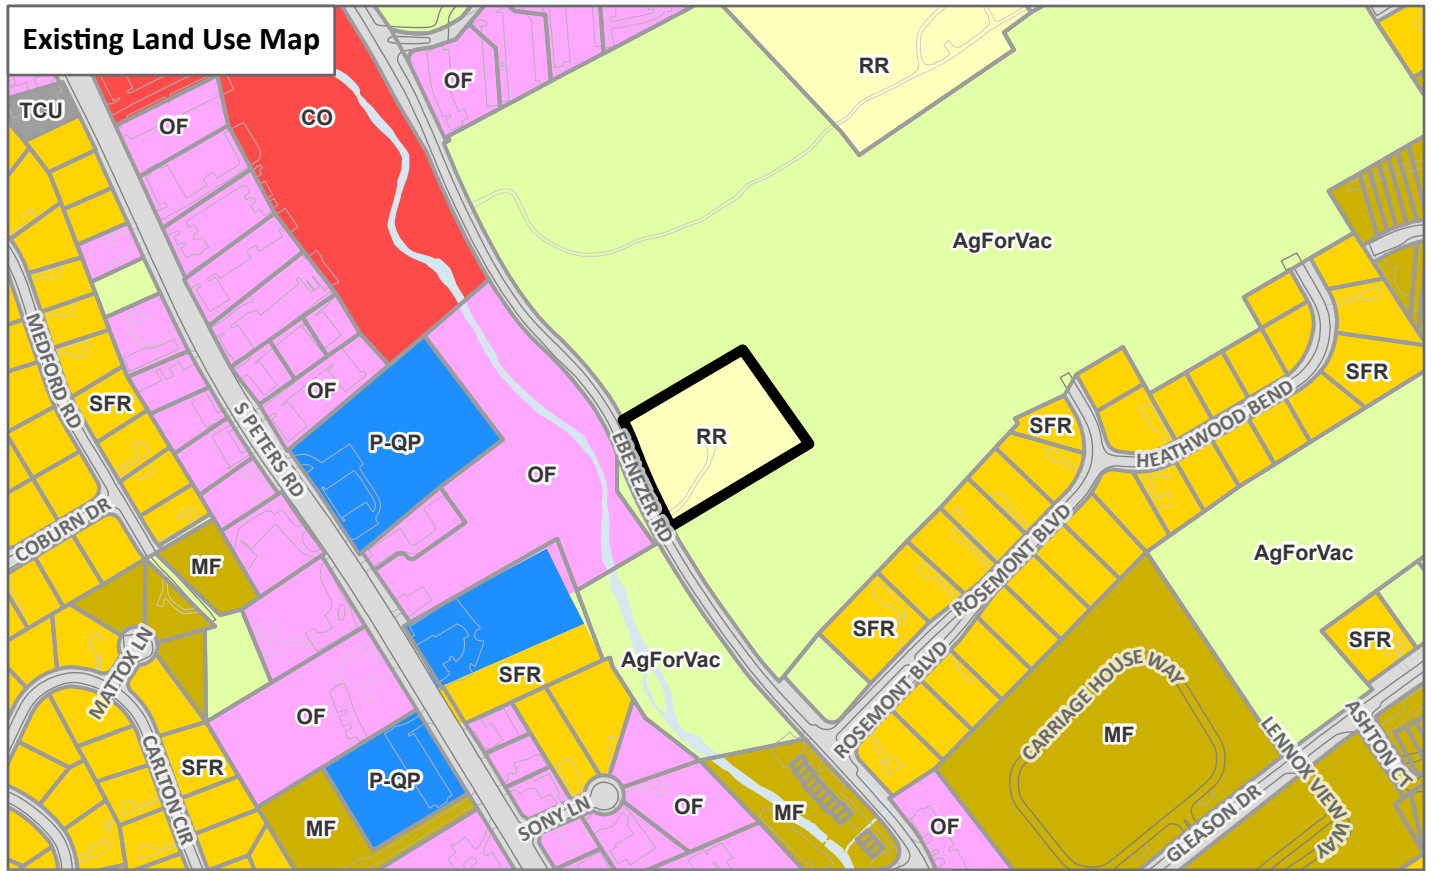 Existing Land Use Map
RR
OF
TCU
CO
OF
AgForVac
MEDFORD RD
SFR
OF
SFR
S PETERS RD
P-QP
RR
SFR
HEATHWOOD BEND
OF
EBENEZER RD
COBURN DR
ROSEMONT BLVD
AgForVac
MF
SFR
SFR
MATTOX LN
SFR
AgForVac
ROSEMONT BLVD
CARRIAGE HOUSE WAY
OF
MF
CARLTON CIR
SFR
P-QP
LENNOX VIEW WAY
ASHTON CT
SONY LN
OF
MF
MF
OF
GLEASON DR